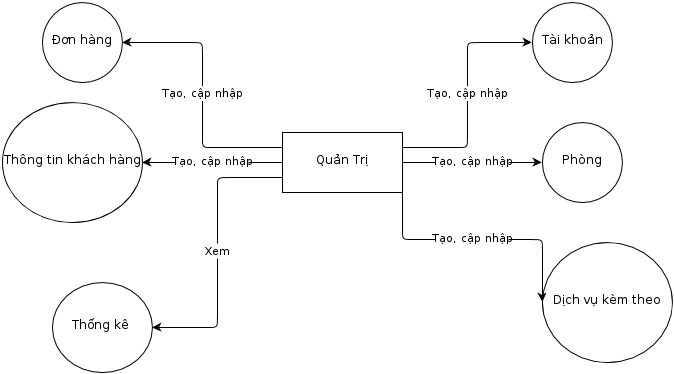 Đơn hàng
Tài khoản
Tạo, cập nhập
Tạo, cập nhập
Thông tin khách hàng
Tạo, cập nhập
Quản Trị
Tạo, cập nhập
Phòng
Tạo, cập nhập
Xem
Dịch vụ kèm theo
Thống kê